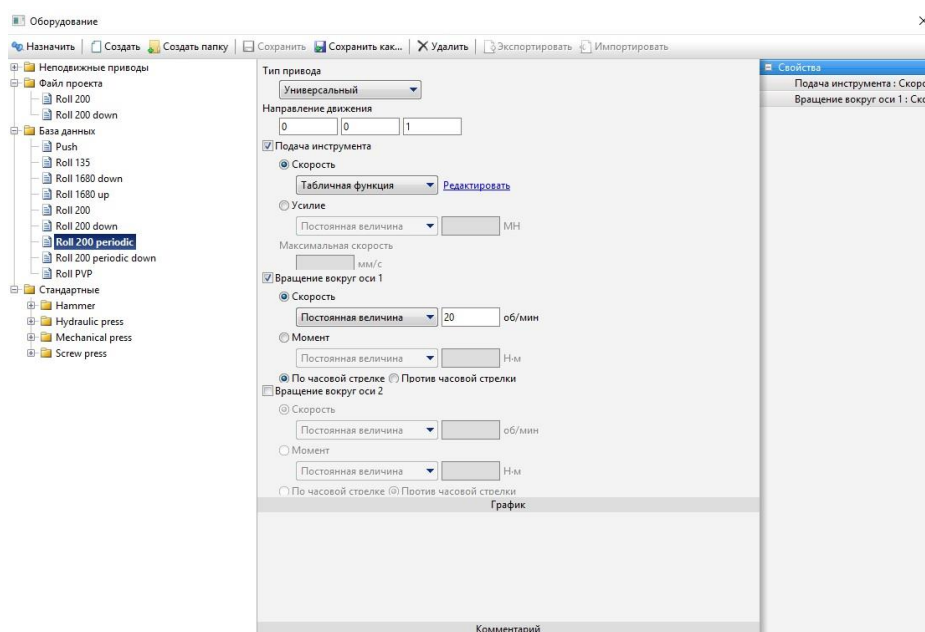 Оборудование
Назначить Создать Создать папку Сохранить Сохранить как... Удалить Экспортировать Импортировать
Неподвижные приводы
Файл проекта
Roll 200
Roll 200 down
База данных
Push
Roll 135
Roll 1680 down
Roll 1680 up
Roll 200
Roll 200 down
Roll 200 periodic
Roll 200 periodic down
Roll PVP
Стандартные
Hammer
Hydraulic press
Mechanical press
Screw press
Тип привода
Универсальный
Направление движения
0 0 1
Подача инструмента
Скорость
Табличная функция Редактировать
Усилие
Постоянная величина МН
Максимальная скорость
мм/с
Вращение вокруг оси 1
Скорость
Постоянная величина 20 об/мин
Момент
Постоянная величина Н·м
По часовой стрелке Против часовой стрелки
Вращение вокруг оси 2
Скорость
Постоянная величина об/мин
Момент
Постоянная величина Н·м
По часовой стрелке Против часовой стрелки
График
Комментарий
Свойства
Подача инструмента : Скоро
Вращение вокруг оси 1 : Ско